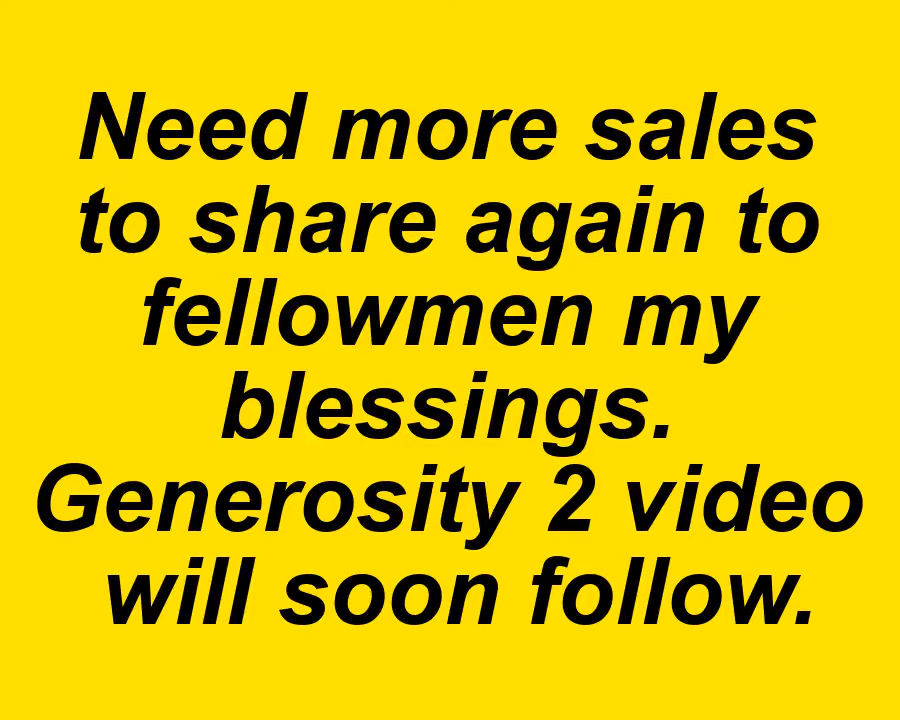 Need more sales
to share again to
fellowmen my
blessings.
Generosity 2 video
will soon follow.